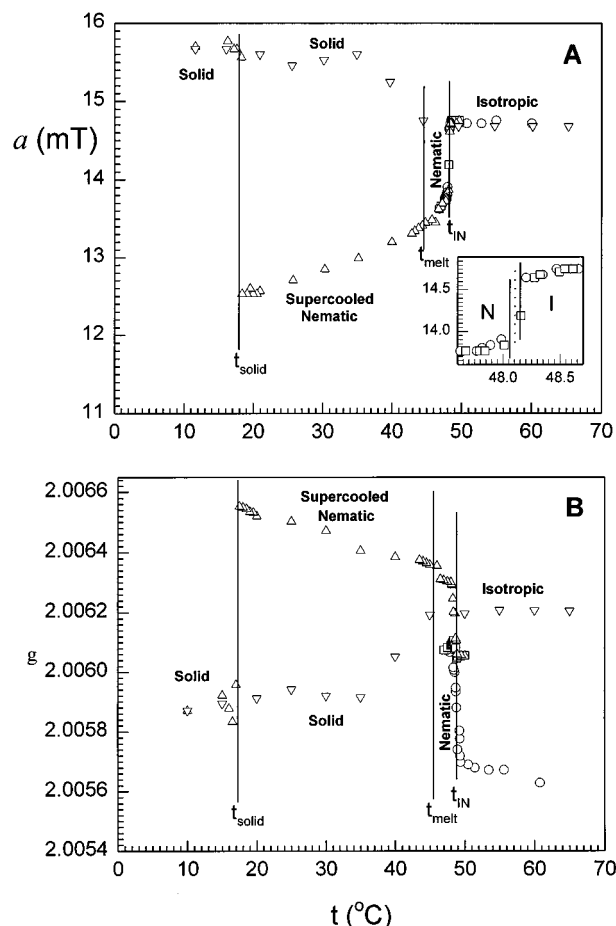 16
A
Solid
Solid
15
Isotropic
a (mT)
14
Nematic
t_IN
t_melt
13
14.5
N
I
Supercooled
Nematic
14.0
12
48.0
48.5
t_solid
11
0
10
20
30
40
50
60
70
2.0066
Supercooled
Nematic
B
2.0064
Isotropic
2.0062
g
2.0060
Solid
Solid
2.0058
Nematic
2.0056
t_solid
t_melt
t_IN
2.0054
0
10
20
30
40
50
60
70
t (°C)